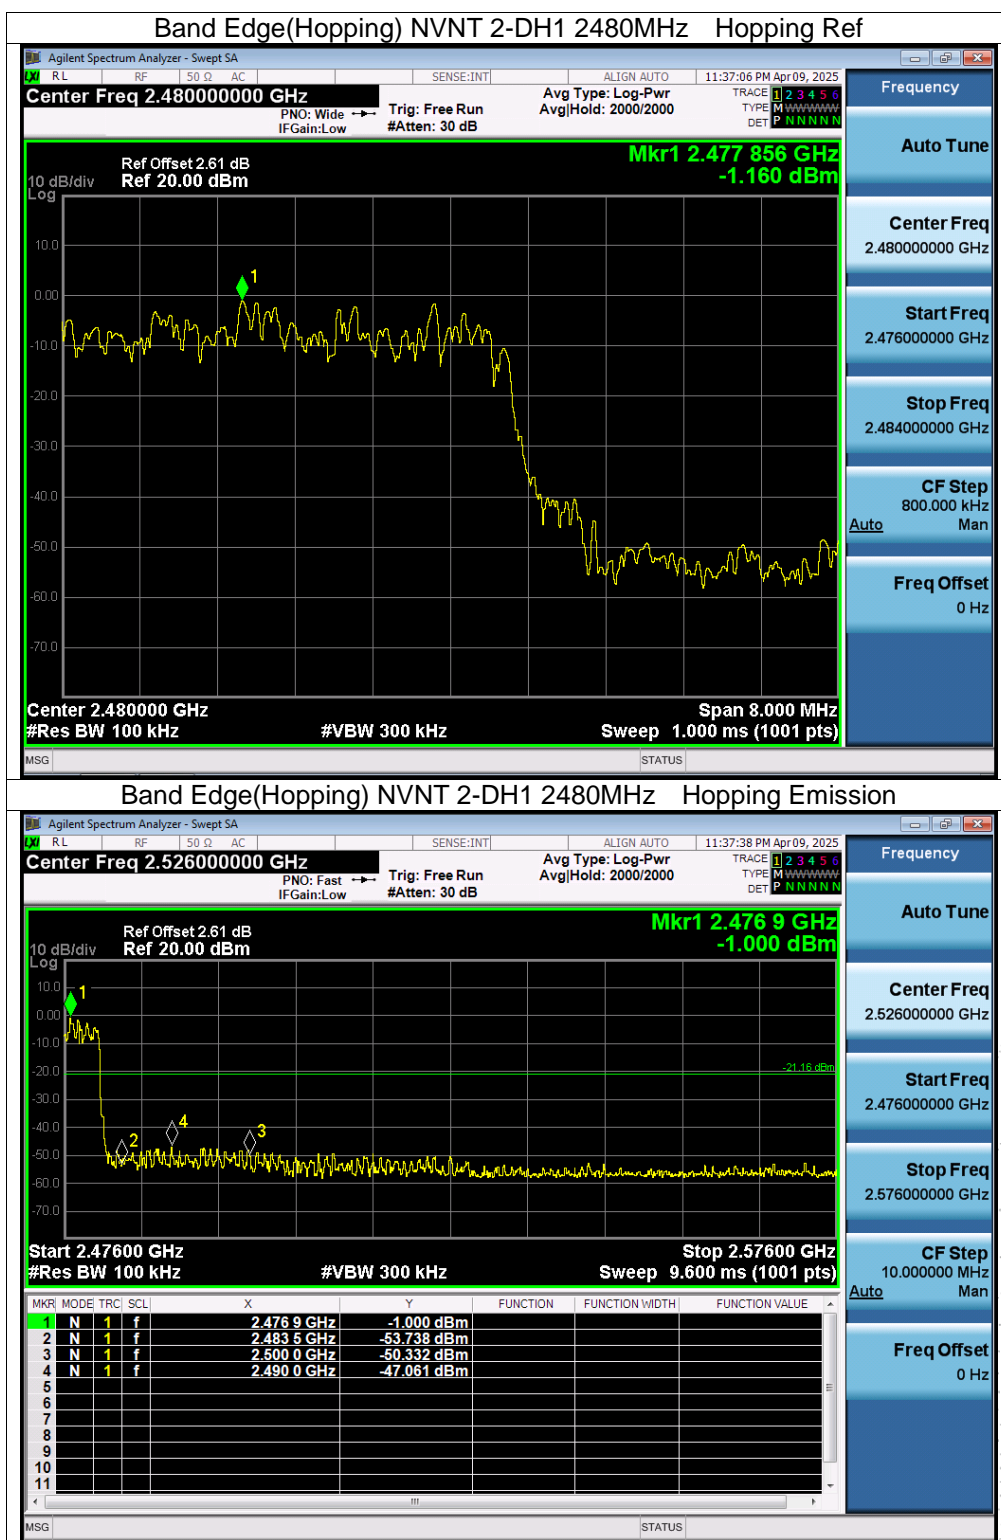 Band Edge(Hopping) NVNT 2-DH1 2480MHz    Hopping Ref
Agilent Spectrum Analyzer - Swept SA
LXI RL RF 50 Ω AC SENSE:INT ALIGN AUTO 11:37:06 PM Apr 09, 2025
Center Freq 2.480000000 GHz
PNO: Wide
IFGain:Low
Trig: Free Run
#Atten: 30 dB
Avg Type: Log-Pwr
Avg|Hold: 2000/2000
TRACE 1 2 3 4 5 6
TYPE M W W W W W
DET P N N N N N
Mkr1 2.477 856 GHz
-1.160 dBm
Ref Offset 2.61 dB
10 dB/div Ref 20.00 dBm
Log
1
10.0
0.00
-10.0
-20.0
-30.0
-40.0
-50.0
-60.0
-70.0
Center 2.480000 GHz Span 8.000 MHz
#Res BW 100 kHz #VBW 300 kHz Sweep 1.000 ms (1001 pts)
MSG STATUS
Frequency
Auto Tune
Center Freq
2.480000000 GHz
Start Freq
2.476000000 GHz
Stop Freq
2.484000000 GHz
CF Step
800.000 kHz
Auto Man
Freq Offset
0 Hz
Band Edge(Hopping) NVNT 2-DH1 2480MHz    Hopping Emission
Agilent Spectrum Analyzer - Swept SA
LXI RL RF 50 Ω AC SENSE:INT ALIGN AUTO 11:37:38 PM Apr 09, 2025
Center Freq 2.526000000 GHz
PNO: Fast
IFGain:Low
Trig: Free Run
#Atten: 30 dB
Avg Type: Log-Pwr
Avg|Hold: 2000/2000
TRACE 1 2 3 4 5 6
TYPE M W W W W W
DET P N N N N N
Mkr1 2.476 9 GHz
-1.000 dBm
Ref Offset 2.61 dB
10 dB/div Ref 20.00 dBm
Log
10.0
0.00
-10.0
-20.0
-30.0
-40.0
-50.0
-60.0
-70.0
1
2
4
3
-21.16 dBm
Start 2.47600 GHz Stop 2.57600 GHz
#Res BW 100 kHz #VBW 300 kHz Sweep 9.600 ms (1001 pts)
MKR MODE TRC SCL X Y FUNCTION FUNCTION WIDTH FUNCTION VALUE
1 N 1 f 2.476 9 GHz -1.000 dBm
2 N 1 f 2.483 5 GHz -53.738 dBm
3 N 1 f 2.500 0 GHz -50.332 dBm
4 N 1 f 2.490 0 GHz -47.061 dBm
5
6
7
8
9
10
11
MSG STATUS
Frequency
Auto Tune
Center Freq
2.526000000 GHz
Start Freq
2.476000000 GHz
Stop Freq
2.576000000 GHz
CF Step
10.000000 MHz
Auto Man
Freq Offset
0 Hz